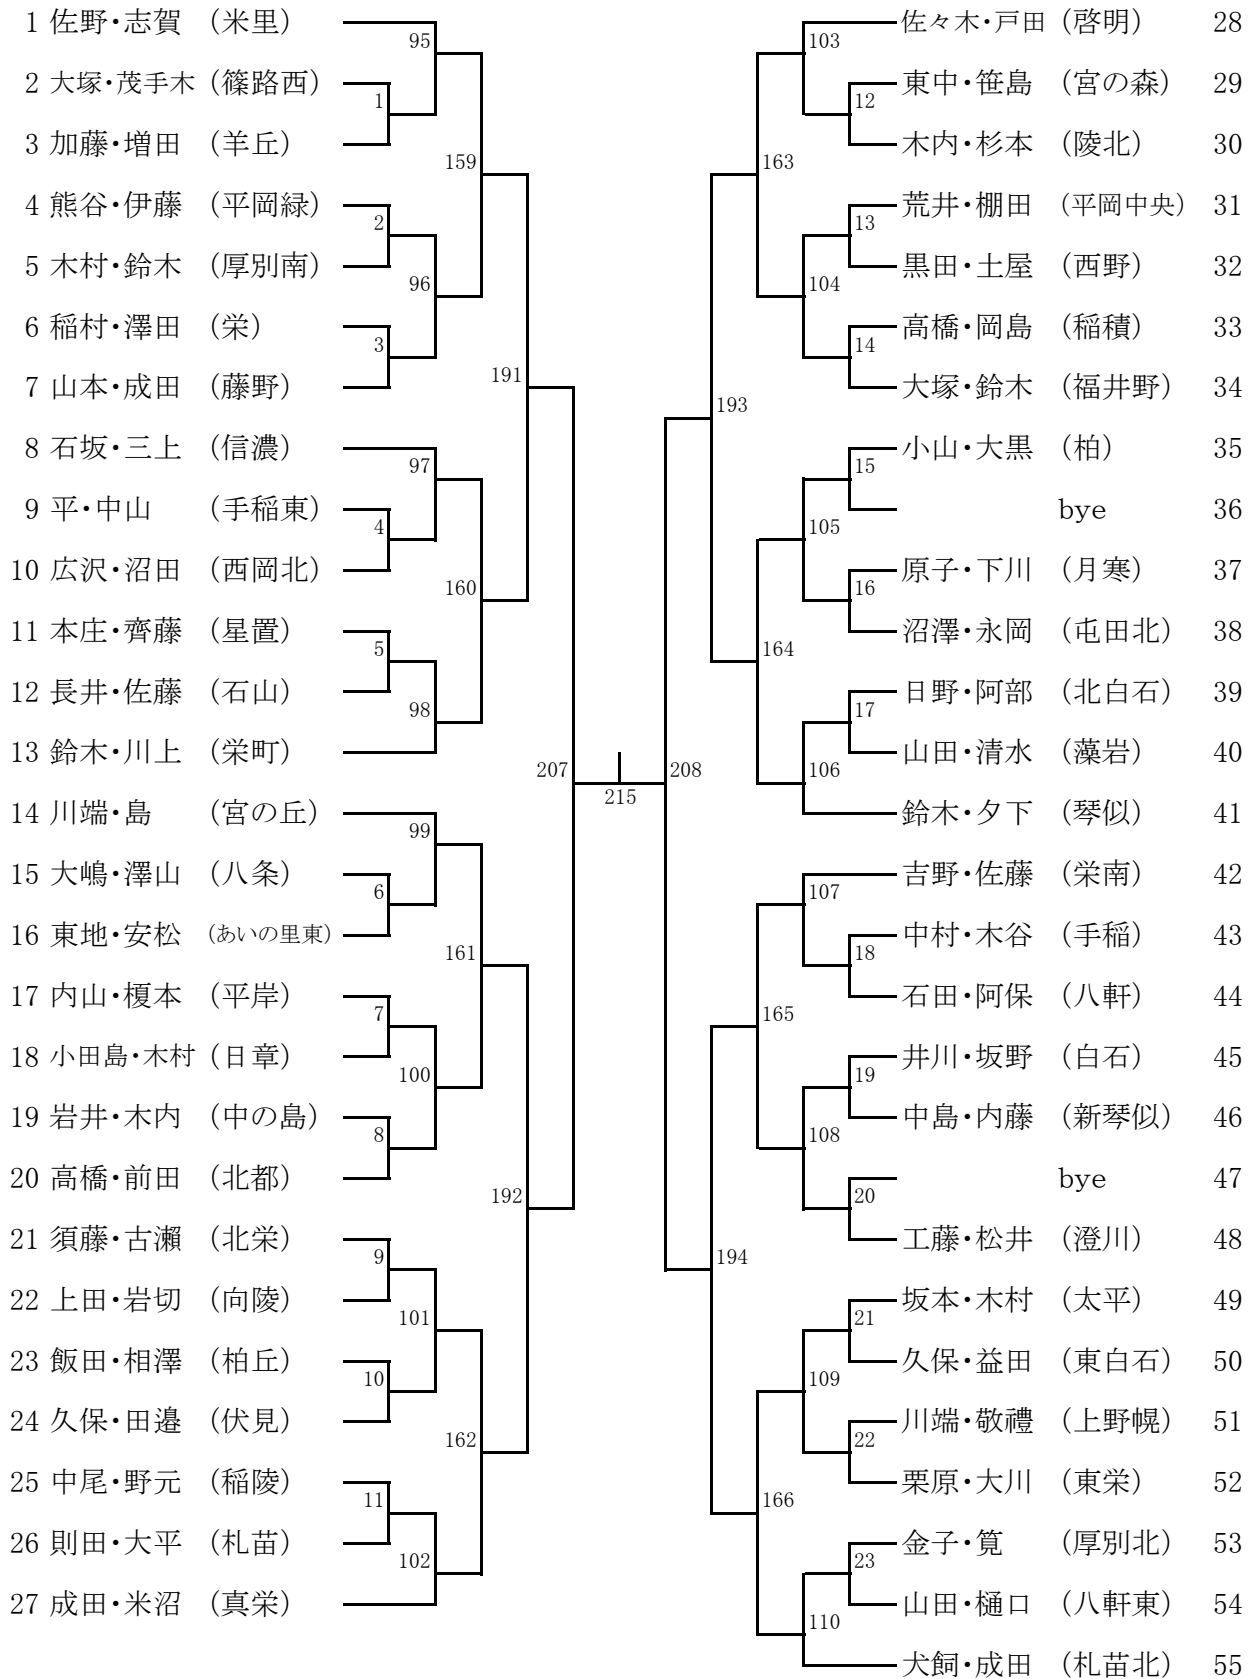 1 佐野・志賀 （米里）
2 大塚・茂手木 （篠路西）
3 加藤・増田 （羊丘）
4 熊谷・伊藤 （平岡緑）
5 木村・鈴木 （厚別南）
6 稲村・澤田 （栄）
7 山本・成田 （藤野）
8 石坂・三上 （信濃）
9 平・中山 （手稲東）
10 広沢・沼田 （西岡北）
11 本庄・齊藤 （星置）
12 長井・佐藤 （石山）
13 鈴木・川上 （栄町）
14 川端・島 （宮の丘）
15 大嶋・澤山 （八条）
16 東地・安松 （あいの里東）
17 内山・榎本 （平岸）
18 小田島・木村 （日章）
19 岩井・木内 （中の島）
20 高橋・前田 （北都）
21 須藤・古瀬 （北栄）
22 上田・岩切 （向陵）
23 飯田・相澤 （柏丘）
24 久保・田邉 （伏見）
25 中尾・野元 （稲陵）
26 則田・大平 （札苗）
27 成田・米沼 （真栄）
95
1
159
2
96
3
191
97
4
160
5
98
207
99
6
161
7
100
8
192
9
101
10
162
11
102
215
208
103
12
163
13
104
14
193
15
105
16
164
17
106
107
18
165
19
108
20
194
21
109
22
166
23
110
佐々木・戸田 （啓明） 28
東中・笹島 （宮の森） 29
木内・杉本 （陵北） 30
荒井・棚田 （平岡中央） 31
黒田・土屋 （西野） 32
高橋・岡島 （稲積） 33
大塚・鈴木 （福井野） 34
小山・大黒 （柏） 35
bye 36
原子・下川 （月寒） 37
沼澤・永岡 （屯田北） 38
日野・阿部 （北白石） 39
山田・清水 （藻岩） 40
鈴木・夕下 （琴似） 41
吉野・佐藤 （栄南） 42
中村・木谷 （手稲） 43
石田・阿保 （八軒） 44
井川・坂野 （白石） 45
中島・内藤 （新琴似） 46
bye 47
工藤・松井 （澄川） 48
坂本・木村 （太平） 49
久保・益田 （東白石） 50
川端・敬禮 （上野幌） 51
栗原・大川 （東栄） 52
金子・筧 （厚別北） 53
山田・樋口 （八軒東） 54
犬飼・成田 （札苗北） 55